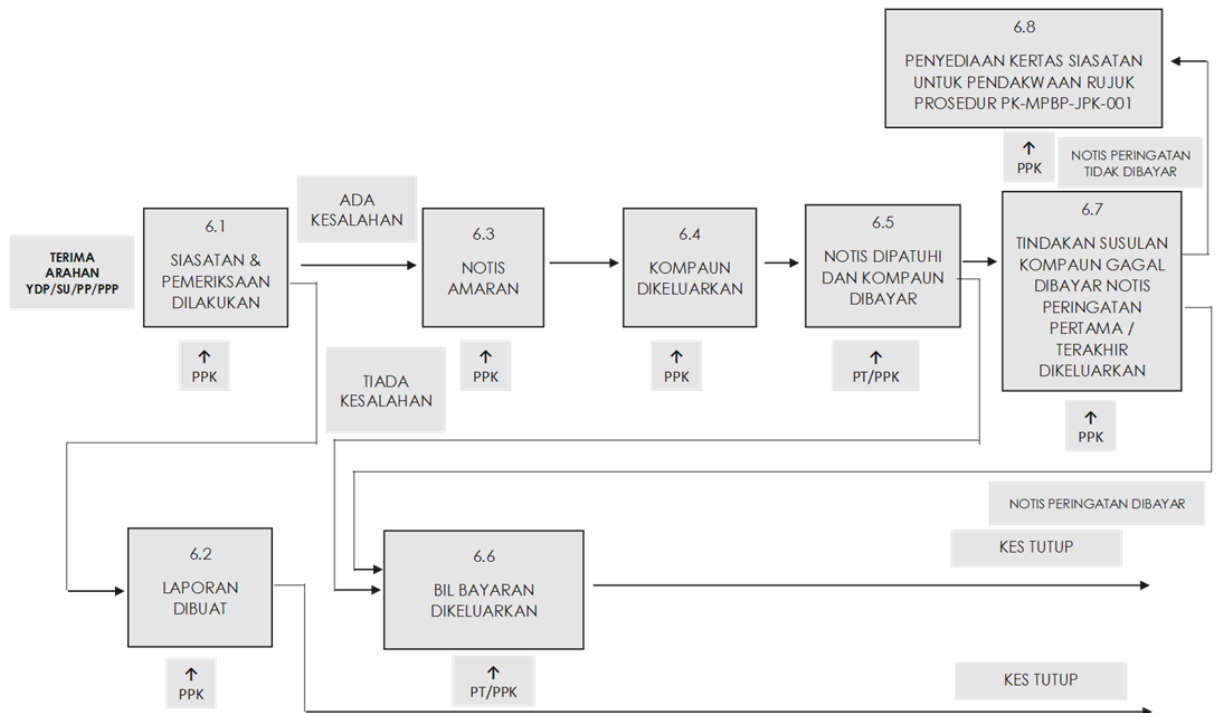 6.8
PENYEDIAAN KERTAS SIASATAN
UNTUK PENDAKWAAN RUJUK
PROSEDUR PK-MPBP-JPK-001
↑
PPK
NOTIS PERINGATAN
TIDAK DIBAYAR
TERIMA
ARAHAN
YDP/SU/PP/PPP
6.1
SIASATAN &
PEMERIKSAAN
DILAKUKAN
↑
PPK
ADA
KESALAHAN
TIADA
KESALAHAN
6.3
NOTIS
AMARAN
↑
PPK
6.4
KOMPAUN
DIKELUARKAN
↑
PPK
6.5
NOTIS DIPATUHI
DAN KOMPAUN
DIBAYAR
↑
PT/PPK
6.7
TINDAKAN SUSULAN
KOMPAUN GAGAL
DIBAYAR NOTIS
PERINGATAN
PERTAMA /
TERAKHIR
DIKELUARKAN
↑
PPK
NOTIS PERINGATAN DIBAYAR
6.2
LAPORAN
DIBUAT
↑
PPK
6.6
BIL BAYARAN
DIKELUARKAN
↑
PT/PPK
KES TUTUP
KES TUTUP